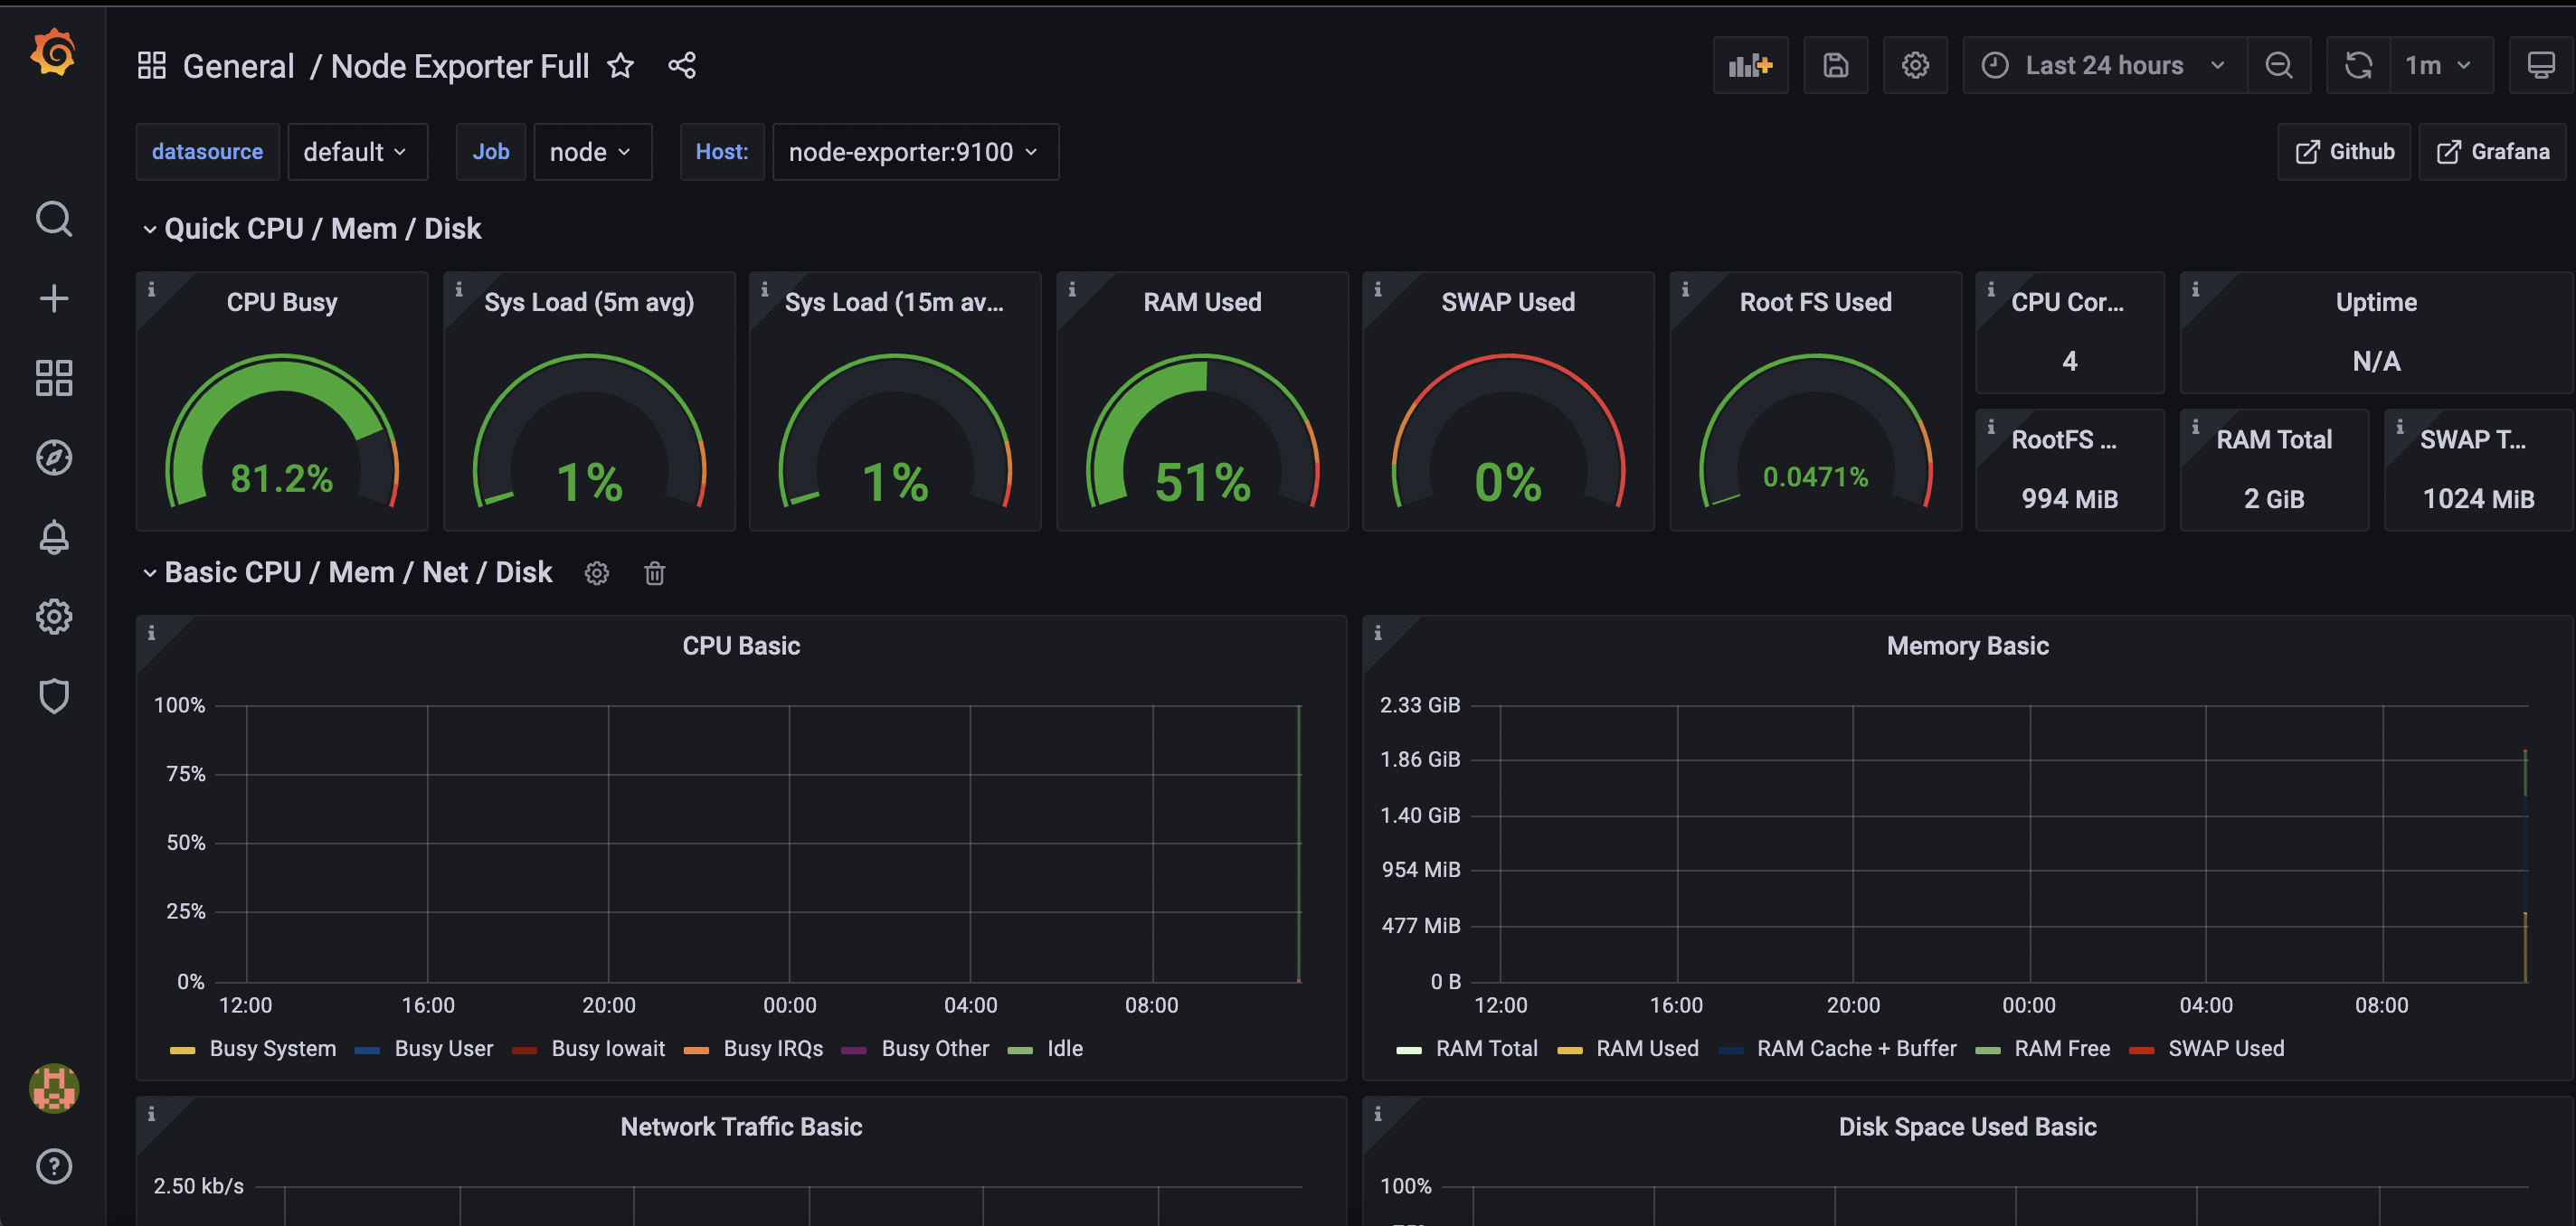 General / Node Exporter Full
Last 24 hours
1m
datasource default Job node Host: node-exporter:9100
Github Grafana
Quick CPU / Mem / Disk
CPU Busy
81.2%
Sys Load (5m avg)
1%
Sys Load (15m av...
1%
RAM Used
51%
SWAP Used
0%
Root FS Used
0.0471%
CPU Cor...
4
Uptime
N/A
RootFS ...
994 MiB
RAM Total
2 GiB
SWAP T...
1024 MiB
Basic CPU / Mem / Net / Disk
CPU Basic
100%
75%
50%
25%
0%
12:00 16:00 20:00 00:00 04:00 08:00
Busy System Busy User Busy Iowait Busy IRQs Busy Other Idle
Memory Basic
2.33 GiB
1.86 GiB
1.40 GiB
954 MiB
477 MiB
0 B
12:00 16:00 20:00 00:00 04:00 08:00
RAM Total RAM Used RAM Cache + Buffer RAM Free SWAP Used
Network Traffic Basic
2.50 kb/s
Disk Space Used Basic
100%